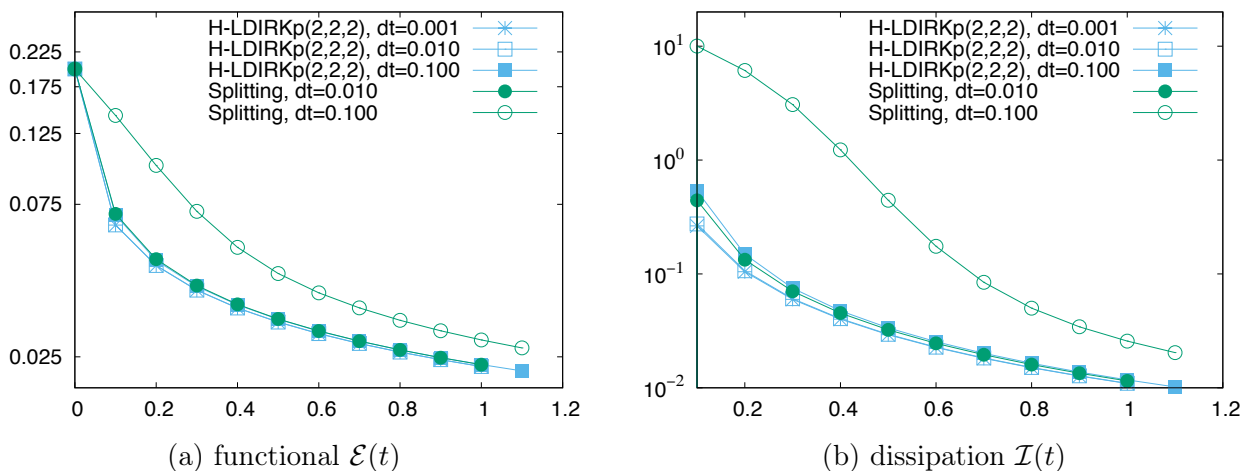 H-LDIRKp(2,2,2), dt=0.001
H-LDIRKp(2,2,2), dt=0.010
H-LDIRKp(2,2,2), dt=0.100
Splitting, dt=0.010
Splitting, dt=0.100
0.225
0.175
0.125
0.075
0.025
0 0.2 0.4 0.6 0.8 1 1.2
(a) functional ℰ(t)
H-LDIRKp(2,2,2), dt=0.001
H-LDIRKp(2,2,2), dt=0.010
H-LDIRKp(2,2,2), dt=0.100
Splitting, dt=0.010
Splitting, dt=0.100
10¹
10⁰
10⁻¹
10⁻²
0.2 0.4 0.6 0.8 1 1.2
(b) dissipation ℐ(t)